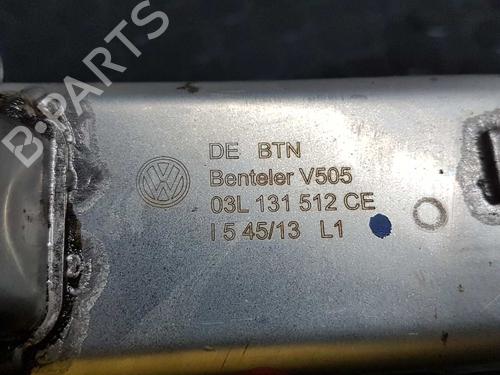 B-PARTS
DE BTN
Benteler V505
03L 131 512 CE
I 5 45/13 L1